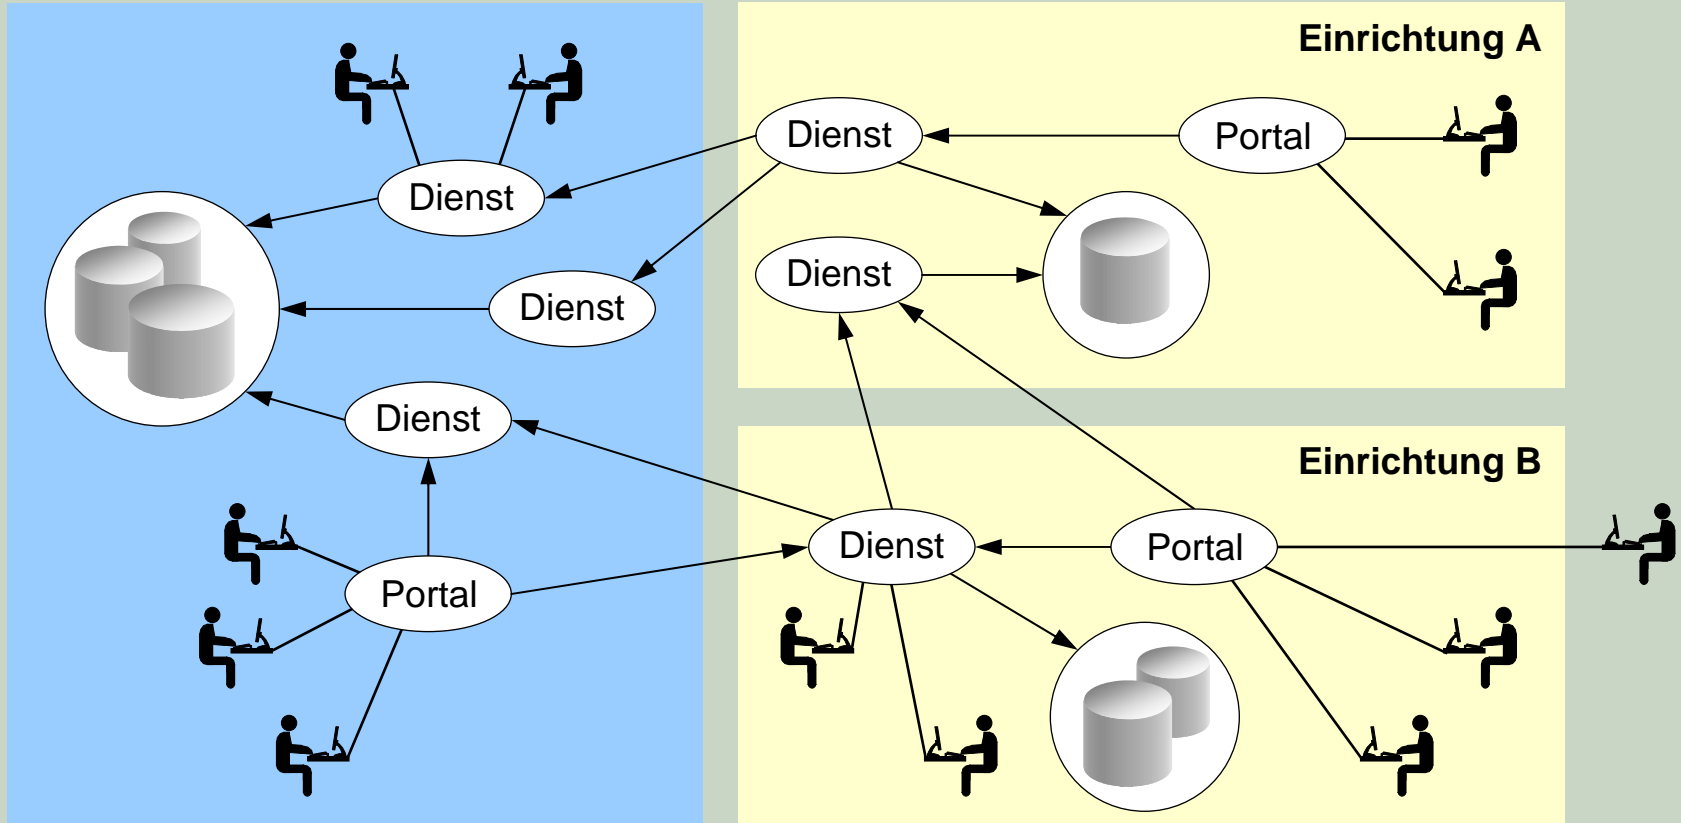 Einrichtung A
Dienst
Portal
Dienst
Dienst
Dienst
Dienst
Einrichtung B
Dienst
Portal
Portal